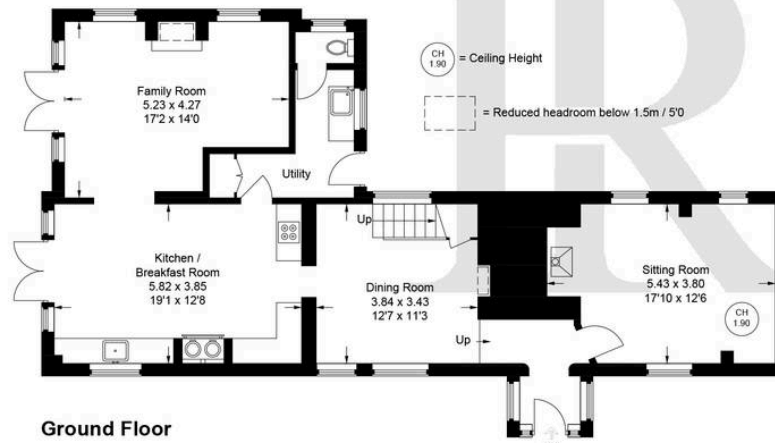 Family Room
5.23 x 4.27
17'2 x 14'0
CH
1.90
= Ceiling Height
= Reduced headroom below 1.5m / 5'0
Utility
Up
Kitchen /
Breakfast Room
5.82 x 3.85
19'1 x 12'8
Dining Room
3.84 x 3.43
12'7 x 11'3
Up
Sitting Room
5.43 x 3.80
17'10 x 12'6
CH
1.90
Ground Floor